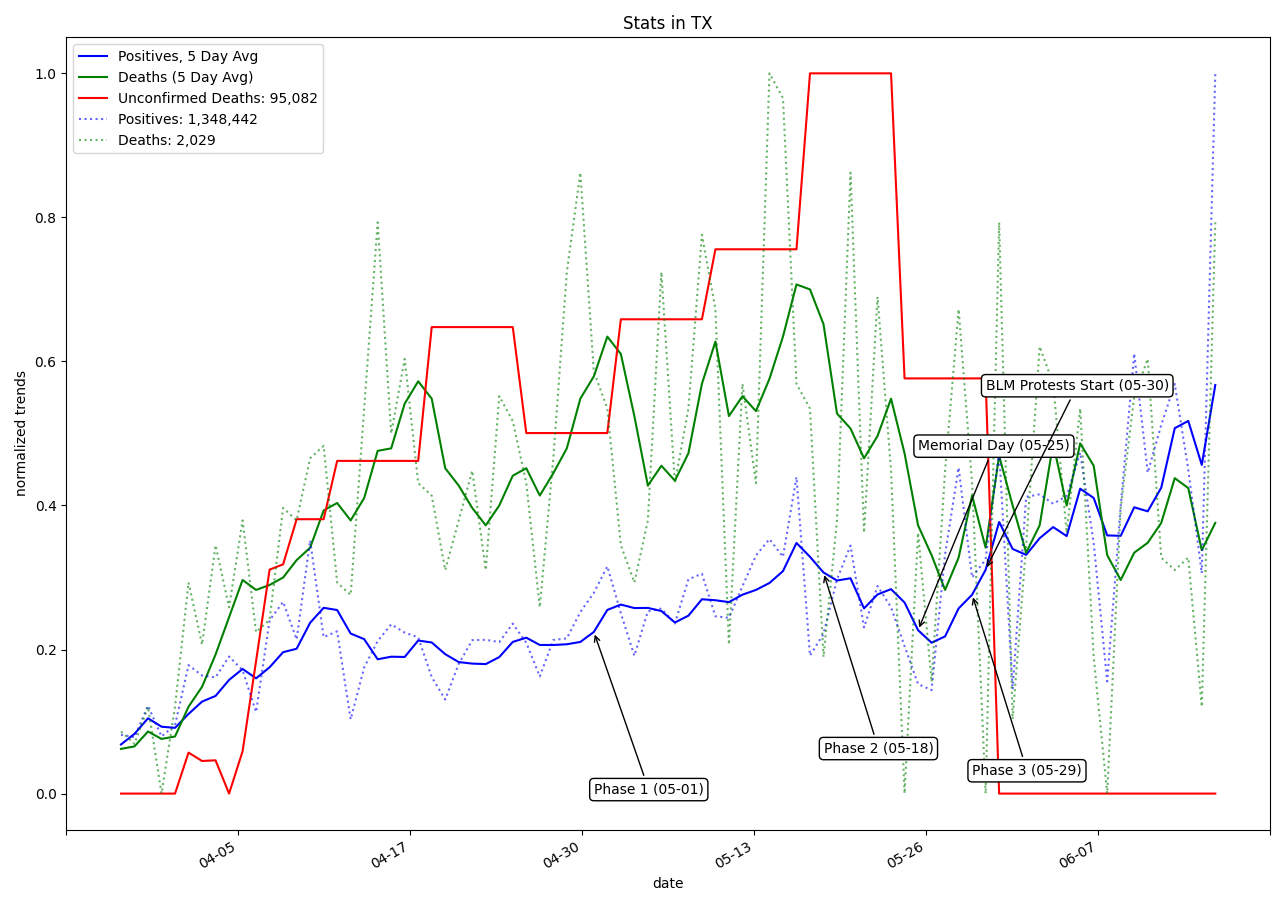 Stats in TX
Positives, 5 Day Avg
Deaths (5 Day Avg)
Unconfirmed Deaths: 95,082
Positives: 1,348,442
Deaths: 2,029
normalized trends
1.0
0.8
0.6
0.4
0.2
0.0
BLM Protests Start (05-30)
Memorial Day (05-25)
Phase 2 (05-18)
Phase 3 (05-29)
Phase 1 (05-01)
04-05
04-17
04-30
05-13
05-26
06-07
date